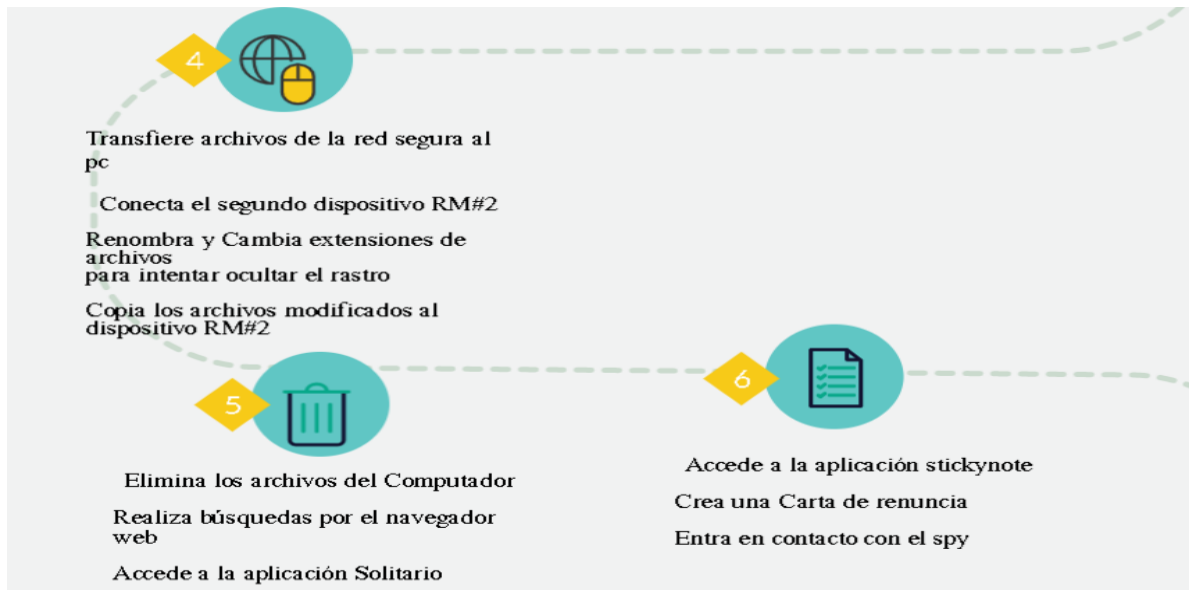 4
Transfiere archivos de la red segura al
pc
Conecta el segundo dispositivo RM#2
Renombra y Cambia extensiones de
archivos
para intentar ocultar el rastro
Copia los archivos modificados al
dispositivo RM#2
5
Elimina los archivos del Computador
Realiza búsquedas por el navegador
web
Accede a la aplicación Solitario
6
Accede a la aplicación stickynote
Crea una Carta de renuncia
Entra en contacto con el spy